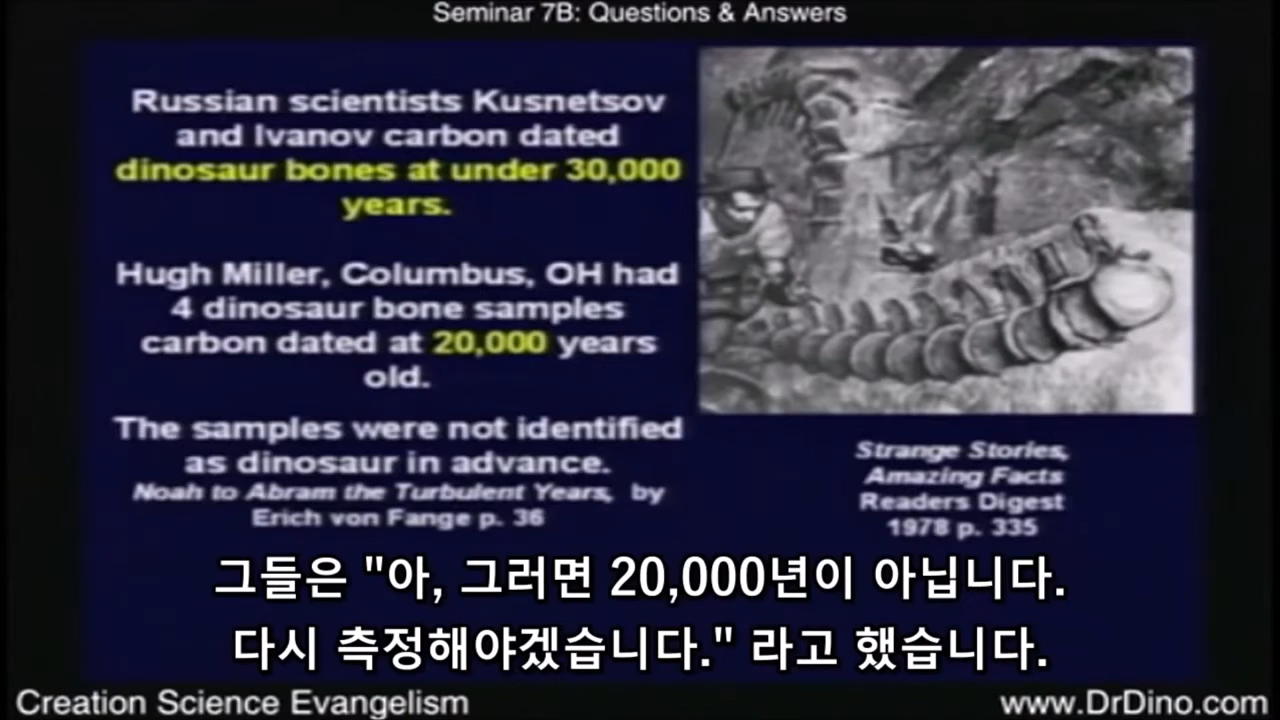 Seminar 7B: Questions & Answers
Russian scientists Kusnetsov
and Ivanov carbon dated
dinosaur bones at under 30,000
years.
Hugh Miller, Columbus, OH had
4 dinosaur bone samples
carbon dated at 20,000 years
old.
The samples were not identified
as dinosaur in advance.
Noah to Abram the Turbulent Years, by
Erich von Fange p. 36
Strange Stories,
Amazing Facts
Readers Digest
1978 p. 335
그들은 "아, 그러면 20,000년이 아닙니다.
다시 측정해야겠습니다." 라고 했습니다.
Creation Science Evangelism
www.DrDino.com